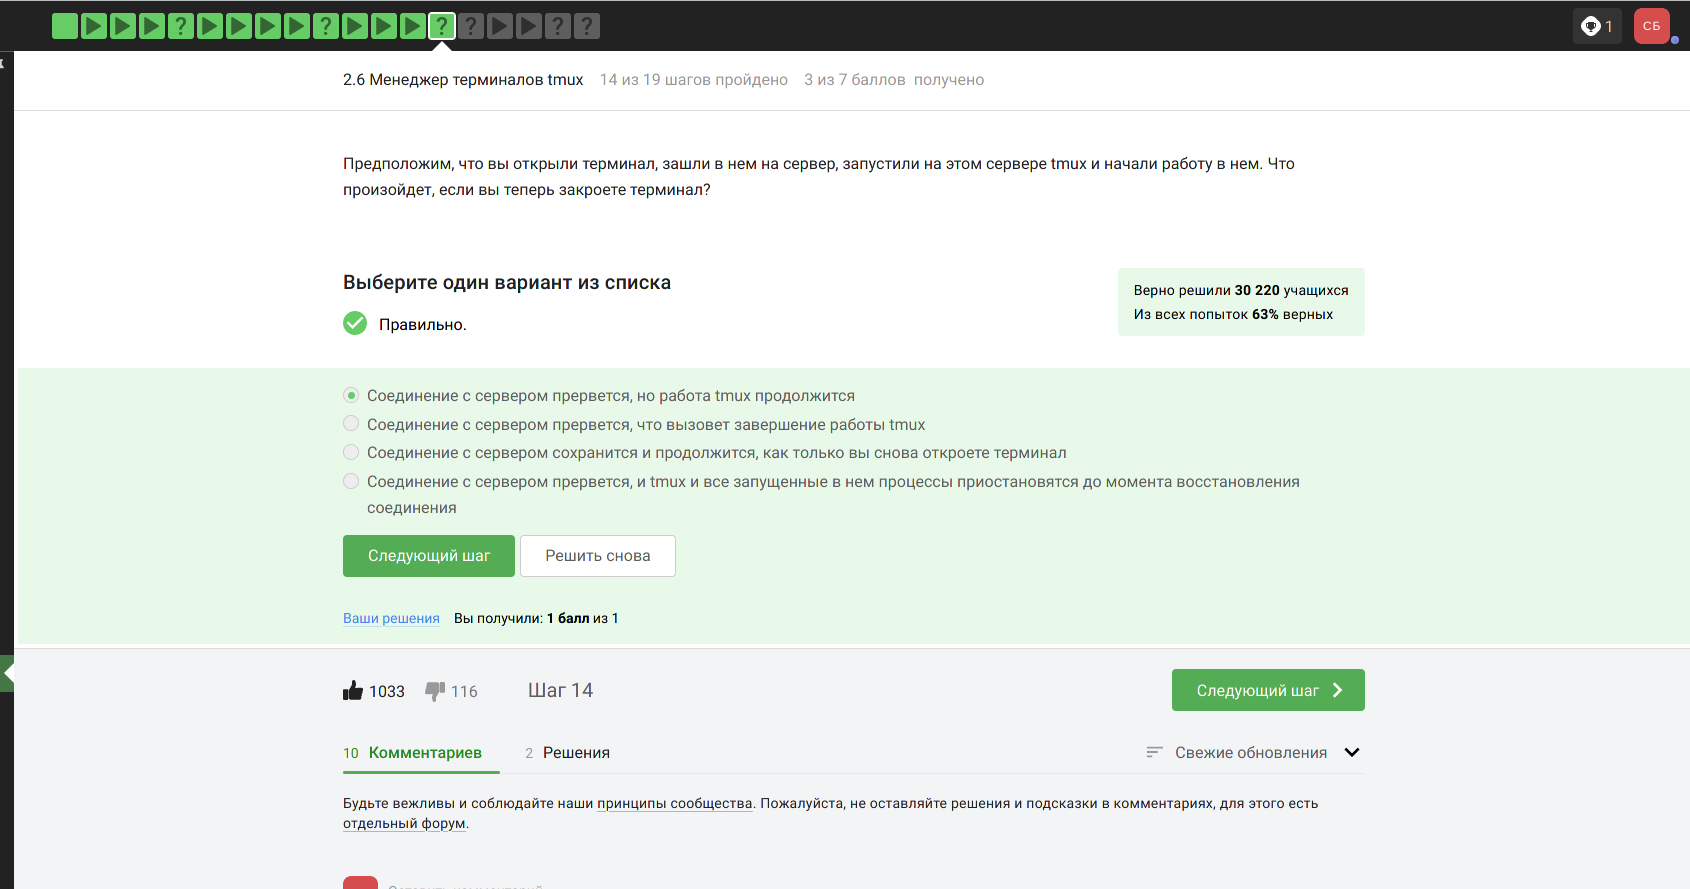 ? ? ? ? ? ?
1
СБ
2.6 Менеджер терминалов tmux 14 из 19 шагов пройдено 3 из 7 баллов получено
Предположим, что вы открыли терминал, зашли в нем на сервер, запустили на этом сервере tmux и начали работу в нем. Что
произойдет, если вы теперь закроете терминал?
Выберите один вариант из списка
Правильно.
Верно решили 30 220 учащихся
Из всех попыток 63% верных
Соединение с сервером прервется, но работа tmux продолжится
Соединение с сервером прервется, что вызовет завершение работы tmux
Соединение с сервером сохранится и продолжится, как только вы снова откроете терминал
Соединение с сервером прервется, и tmux и все запущенные в нем процессы приостановятся до момента восстановления
соединения
Следующий шаг Решить снова
Ваши решения Вы получили: 1 балл из 1
1033 116 Шаг 14 Следующий шаг
10 Комментариев 2 Решения Свежие обновления
Будьте вежливы и соблюдайте наши принципы сообщества. Пожалуйста, не оставляйте решения и подсказки в комментариях, для этого есть
отдельный форум.